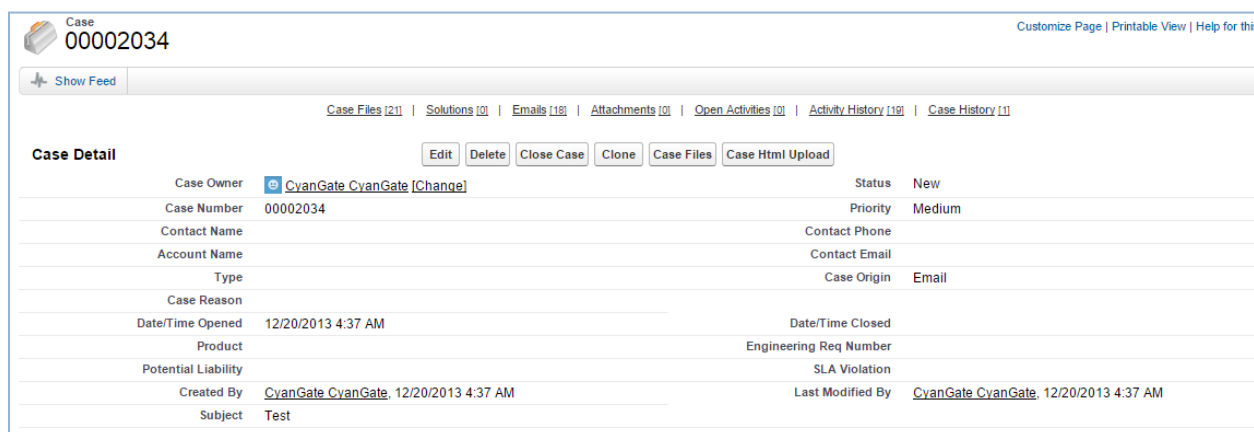 Case
00002034
Customize Page | Printable View | Help for
Show Feed
Case Files [21] | Solutions [0] | Emails [18] | Attachments [0] | Open Activities [0] | Activity History [19] | Case History [1]
Case Detail
Edit Delete Close Case Clone Case Files Case Html Upload
Case Owner CyanGate CyanGate [Change] Status New
Case Number 00002034 Priority Medium
Contact Name Contact Phone
Account Name Contact Email
Type Case Origin Email
Case Reason
Date/Time Opened 12/20/2013 4:37 AM Date/Time Closed
Product Engineering Req Number
Potential Liability SLA Violation
Created By CyanGate CyanGate, 12/20/2013 4:37 AM Last Modified By CyanGate CyanGate, 12/20/2013 4:37 AM
Subject Test